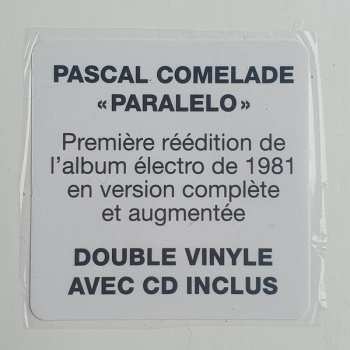 PASCAL COMELADE
« PARALELO »
Première réédition de
l'album électro de 1981
en version complète
et augmentée
DOUBLE VINYLE
AVEC CD INCLUS